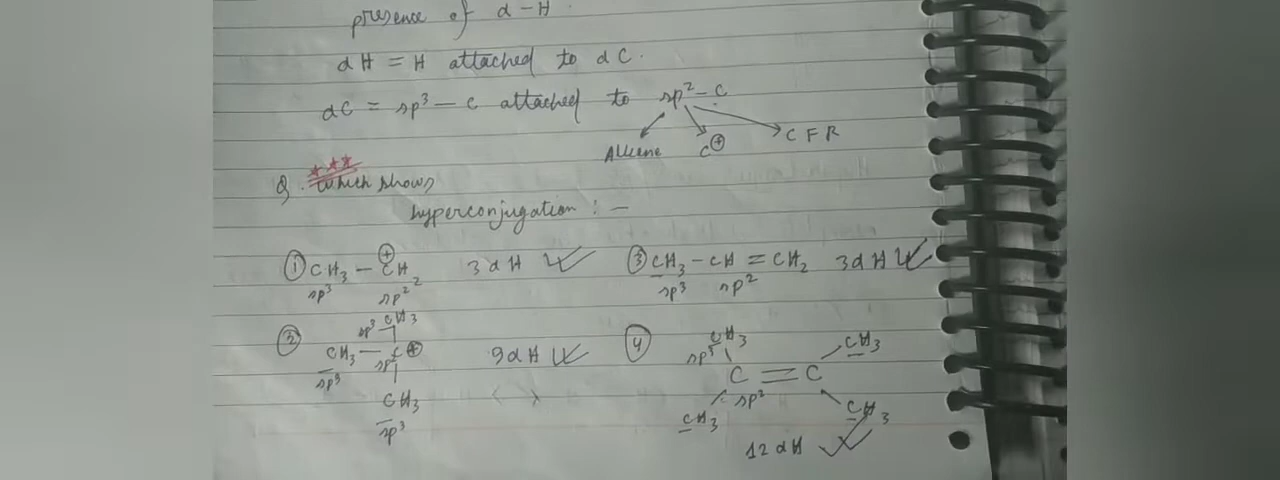 presence of α-H.
αH = H attached to αC.
αC = sp³-C attached to sp²-C
Alkene C⊕ CFR
Q. which shows
hyperconjugation : -
① CH₃ - C⊕H₂ 3αH
sp³ sp²
③ CH₃ - CH = CH₂ 3αH
sp³ sp²
② sp³ CH₃
CH₃ - C⊕ 9αH
sp³ sp²
CH₃
sp³
④ CH₃ CH₃
sp³
C = C
sp²
CH₃ CH₃
12αH